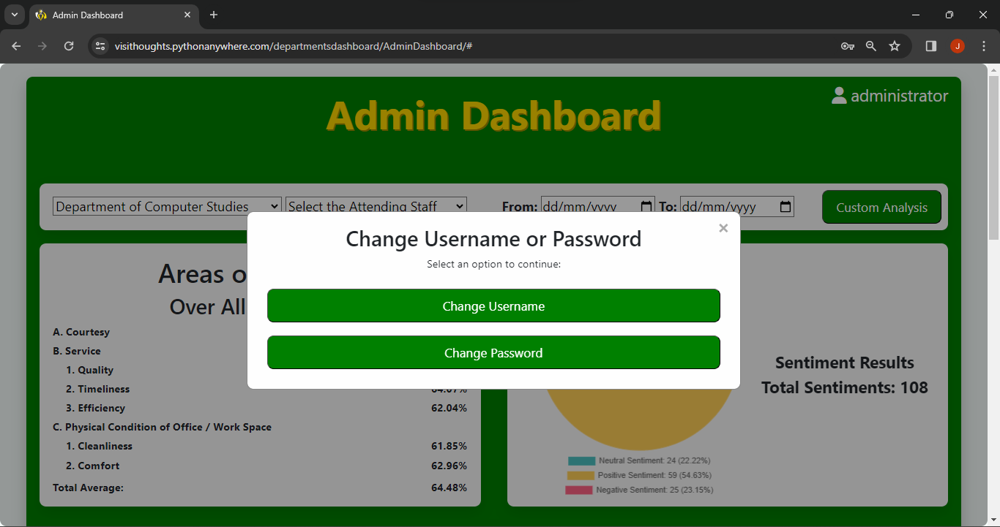 Admin Dashboard
visithoughts.pythonanywhere.com/departmentsdashboard/AdminDashboard/#
J
administrator
Admin Dashboard
Department of Computer Studies Select the Attending Staff From: dd/mm/yyyy To: dd/mm/yyyy Custom Analysis
Change Username or Password ×
Select an option to continue:
Change Username
Change Password
Areas o
Over All
A. Courtesy
B. Service
1. Quality
2. Timeliness
3. Efficiency 62.04%
C. Physical Condition of Office / Work Space
1. Cleanliness 61.85%
2. Comfort 62.96%
Total Average: 64.48%
Sentiment Results
Total Sentiments: 108
Neutral Sentiment: 24 (22.22%)
Positive Sentiment: 59 (54.63%)
Negative Sentiment: 25 (23.15%)